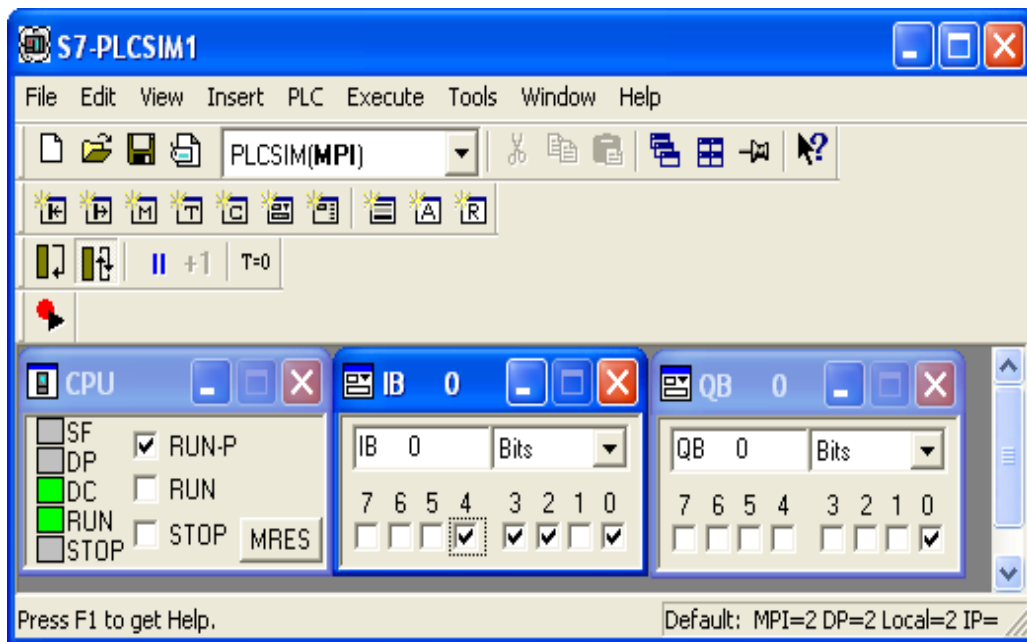 S7-PLCSIM1
File Edit View Insert PLC Execute Tools Window Help
PLCSIM(MPI)
M T C A R
+1 T=0
CPU
SF
DP
DC
RUN
STOP
RUN-P
RUN
STOP
MRES
IB 0
IB 0 Bits
7 6 5 4 3 2 1 0
QB 0
QB 0 Bits
7 6 5 4 3 2 1 0
Press F1 to get Help.
Default: MPI=2 DP=2 Local=2 IP=